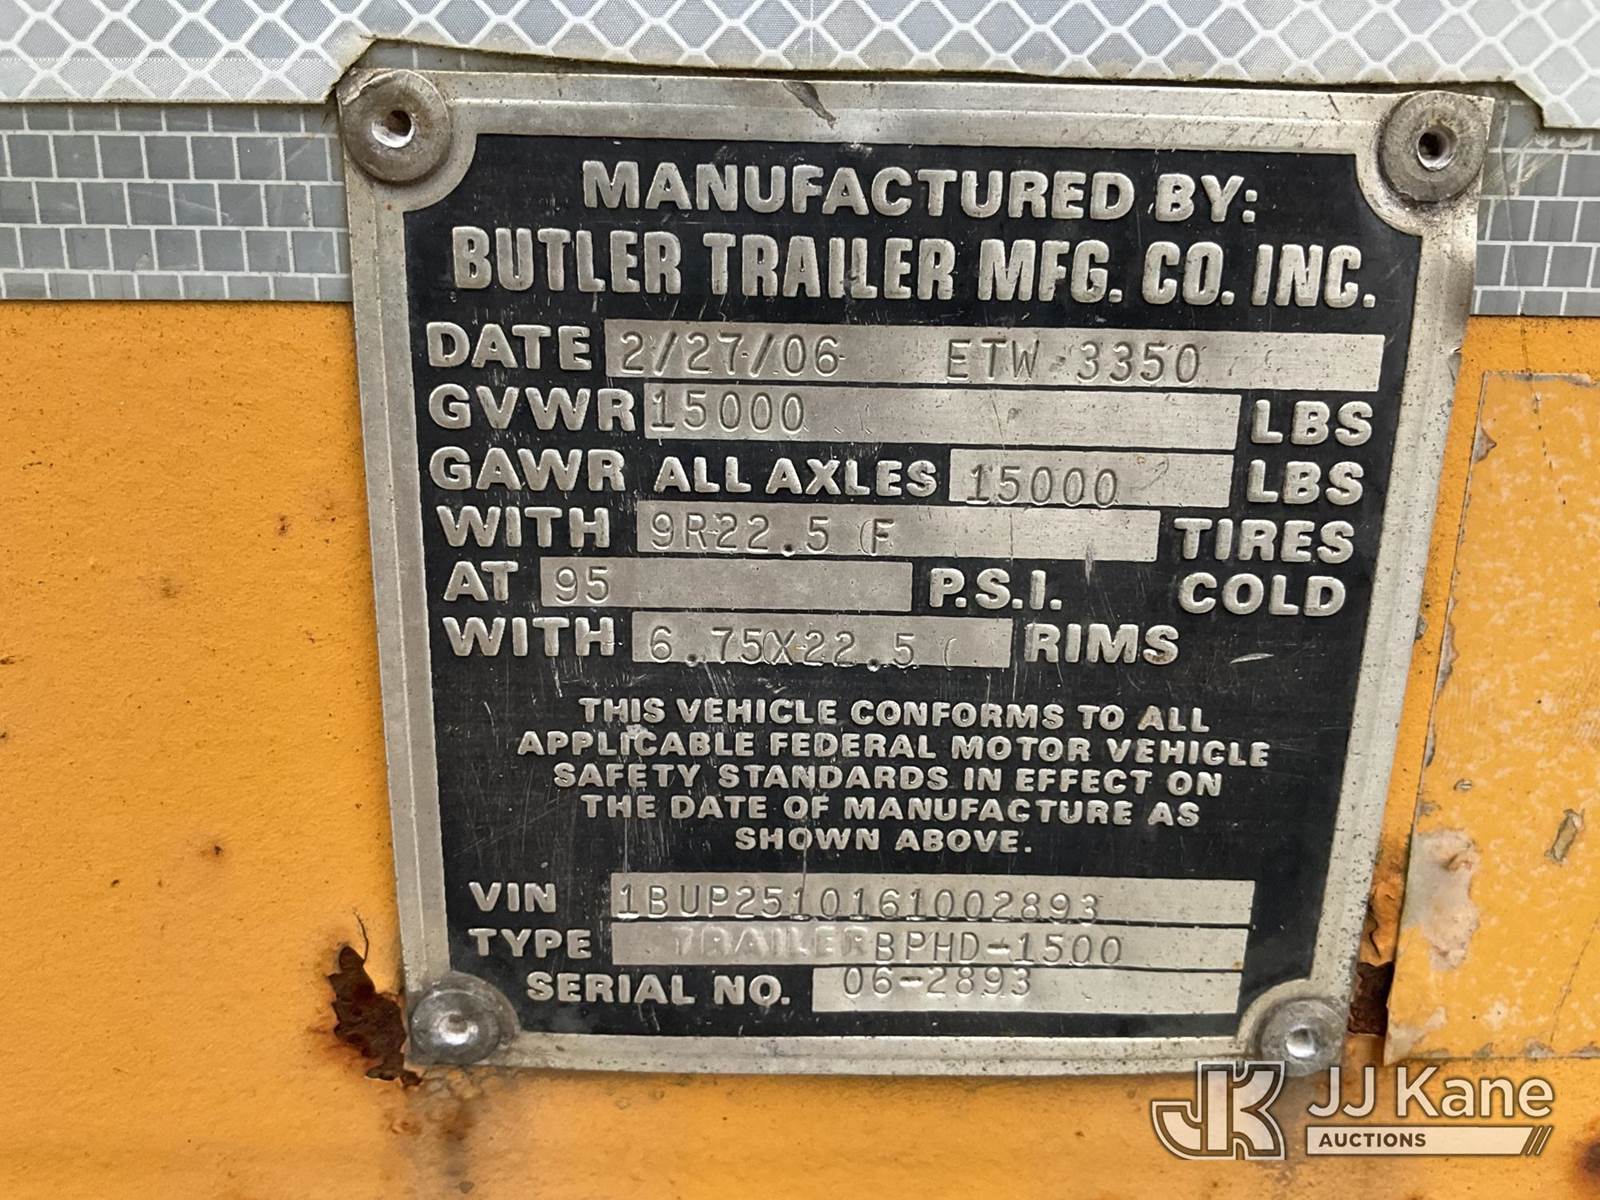 MANUFACTURED BY:
BUTLER TRAILER MFG. CO. INC.
DATE 2/27/06 ETW 3350
GVWR 15000 LBS
GAWR ALL AXLES 15000 LBS
WITH 9R22.5 (F TIRES
AT 95 P.S.I. COLD
WITH 6.75X22.5 ( RIMS
THIS VEHICLE CONFORMS TO ALL
APPLICABLE FEDERAL MOTOR VEHICLE
SAFETY STANDARDS IN EFFECT ON
THE DATE OF MANUFACTURE AS
SHOWN ABOVE.
VIN 1BUP2510161002893
TYPE TRAILER BPHD-1500
SERIAL NO. 06-2893
JK JJ Kane
AUCTIONS